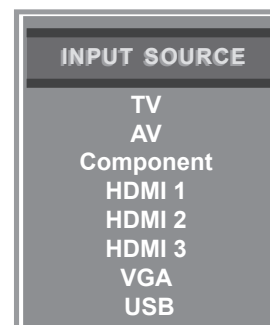 INPUT SOURCE
TV
AV
Component
HDMI 1
HDMI 2
HDMI 3
VGA
USB